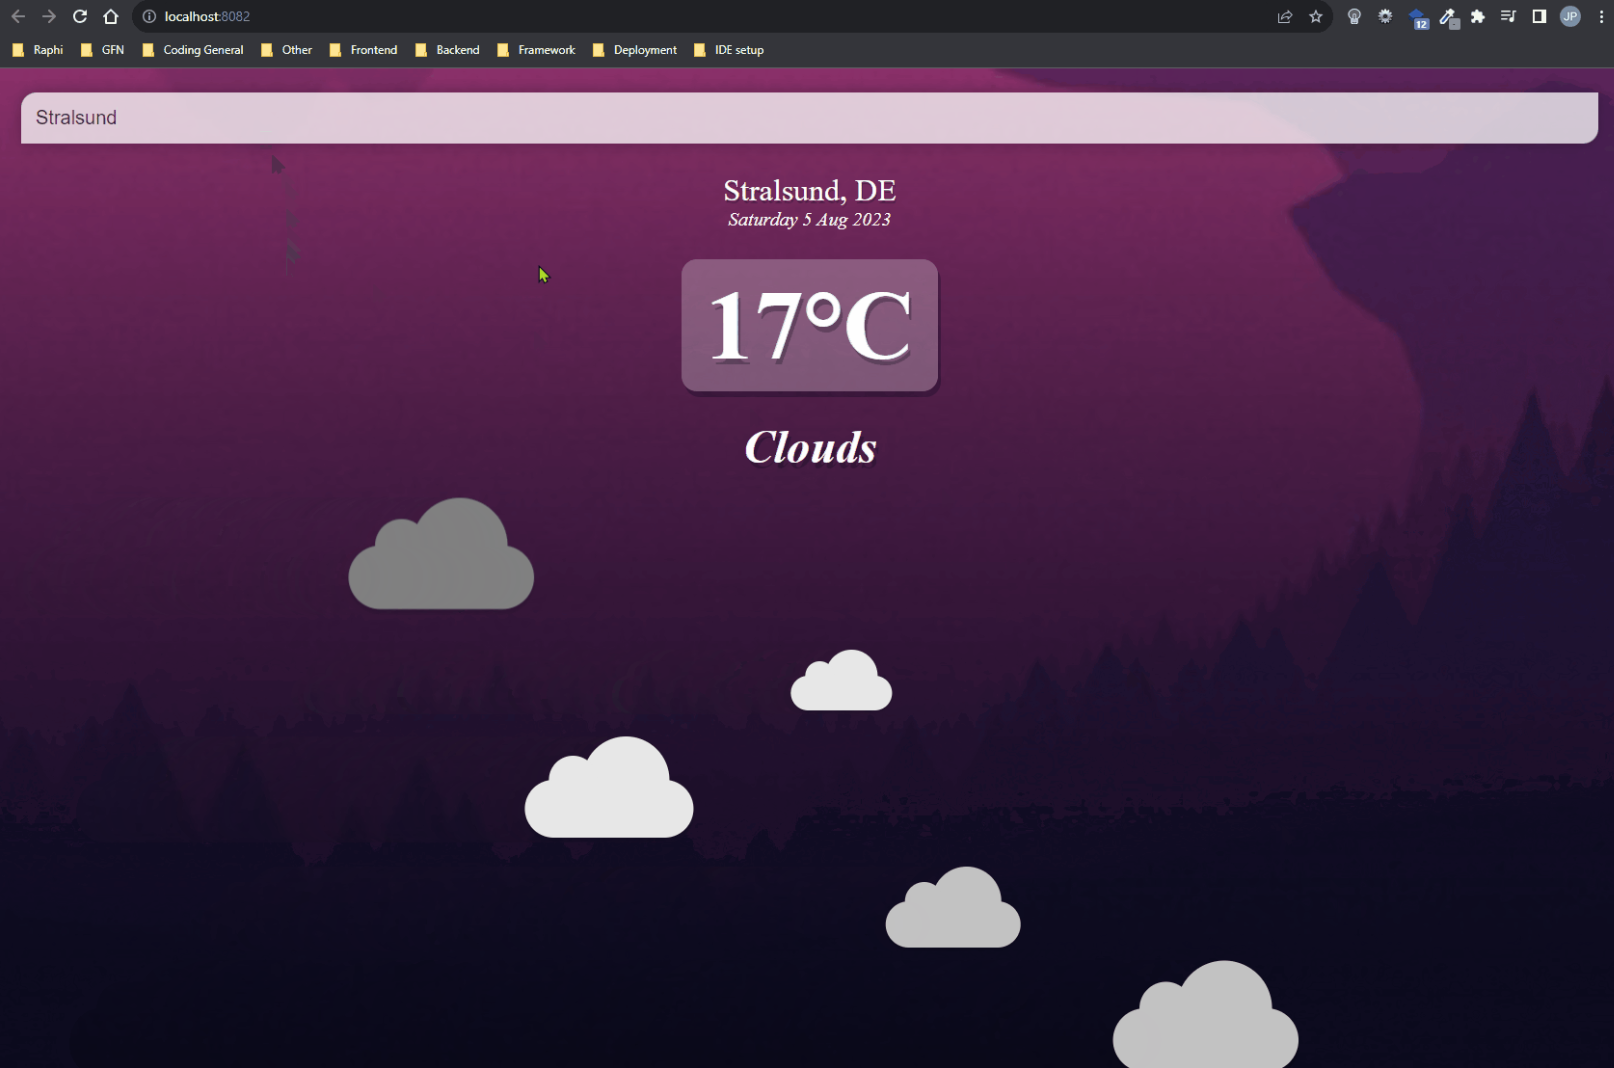 localhost:8082
12
JP
Raphi GFN Coding General Other Frontend Backend Framework Deployment IDE setup
Stralsund
Stralsund, DE
Saturday 5 Aug 2023
17°C
Clouds